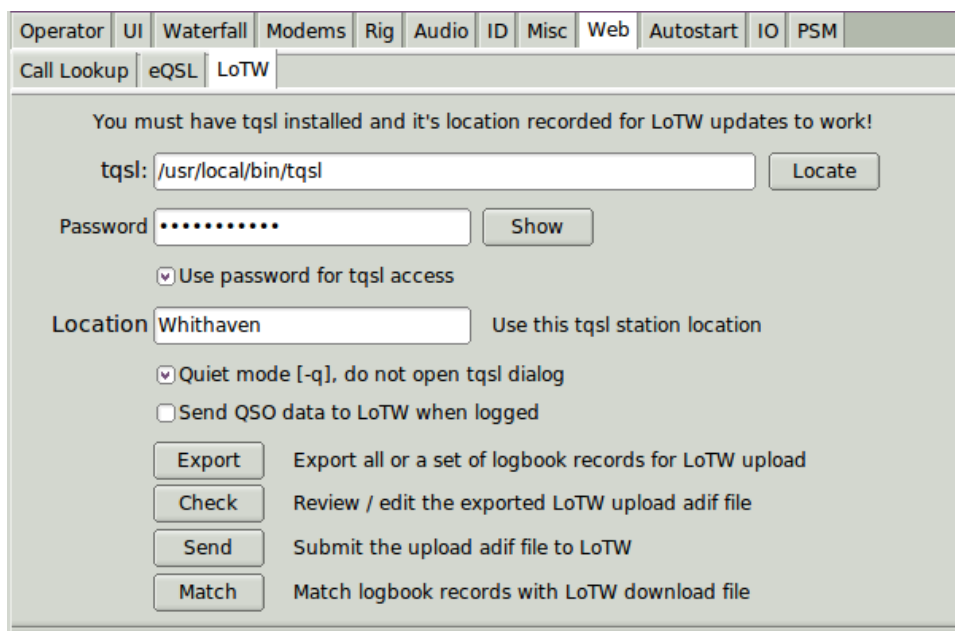 Operator UI Waterfall Modems Rig Audio ID Misc Web Autostart IO PSM
Call Lookup eQSL LoTW
You must have tqsl installed and it's location recorded for LoTW updates to work!
tqsl: /usr/local/bin/tqsl Locate
Password ●●●●●●●●●●● Show
Use password for tqsl access
Location Whithaven Use this tqsl station location
Quiet mode [-q], do not open tqsl dialog
Send QSO data to LoTW when logged
Export Export all or a set of logbook records for LoTW upload
Check Review / edit the exported LoTW upload adif file
Send Submit the upload adif file to LoTW
Match Match logbook records with LoTW download file